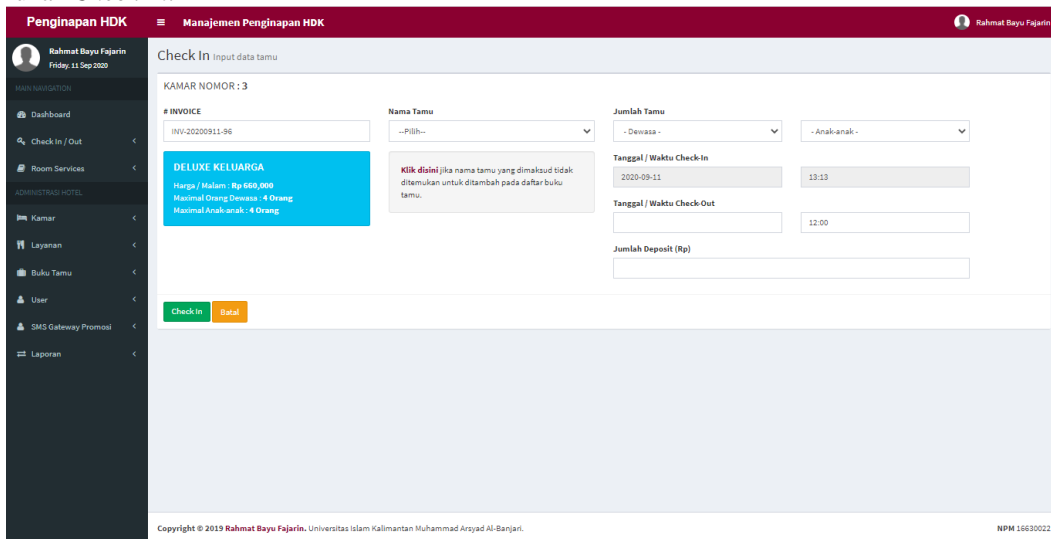 Penginapan HDK
Manajemen Penginapan HDK
Rahmat Bayu Fajarin
Rahmat Bayu Fajarin
Friday, 11 Sep 2020
MAIN NAVIGATION
Dashboard
Check In / Out
Room Services
ADMINISTRASI HOTEL
Kamar
Layanan
Buku Tamu
User
SMS Gateway Promosi
Laporan
Check In Input data tamu
KAMAR NOMOR : 3
# INVOICE
INV-20200911-96
DELUXE KELUARGA
Harga / Malam : Rp 660,000
Maximal Orang Dewasa : 4 Orang
Maximal Anak-anak : 4 Orang
Nama Tamu
--Pilih--
Klik disini jika nama tamu yang dimaksud tidak
ditemukan untuk ditambah pada daftar buku
tamu.
Jumlah Tamu
- Dewasa - - Anak-anak -
Tanggal / Waktu Check-In
2020-09-11 13:13
Tanggal / Waktu Check-Out
12:00
Jumlah Deposit (Rp)
Check In Batal
Copyright © 2019 Rahmat Bayu Fajarin. Universitas Islam Kalimantan Muhammad Arsyad Al-Banjari.
NPM 16630022